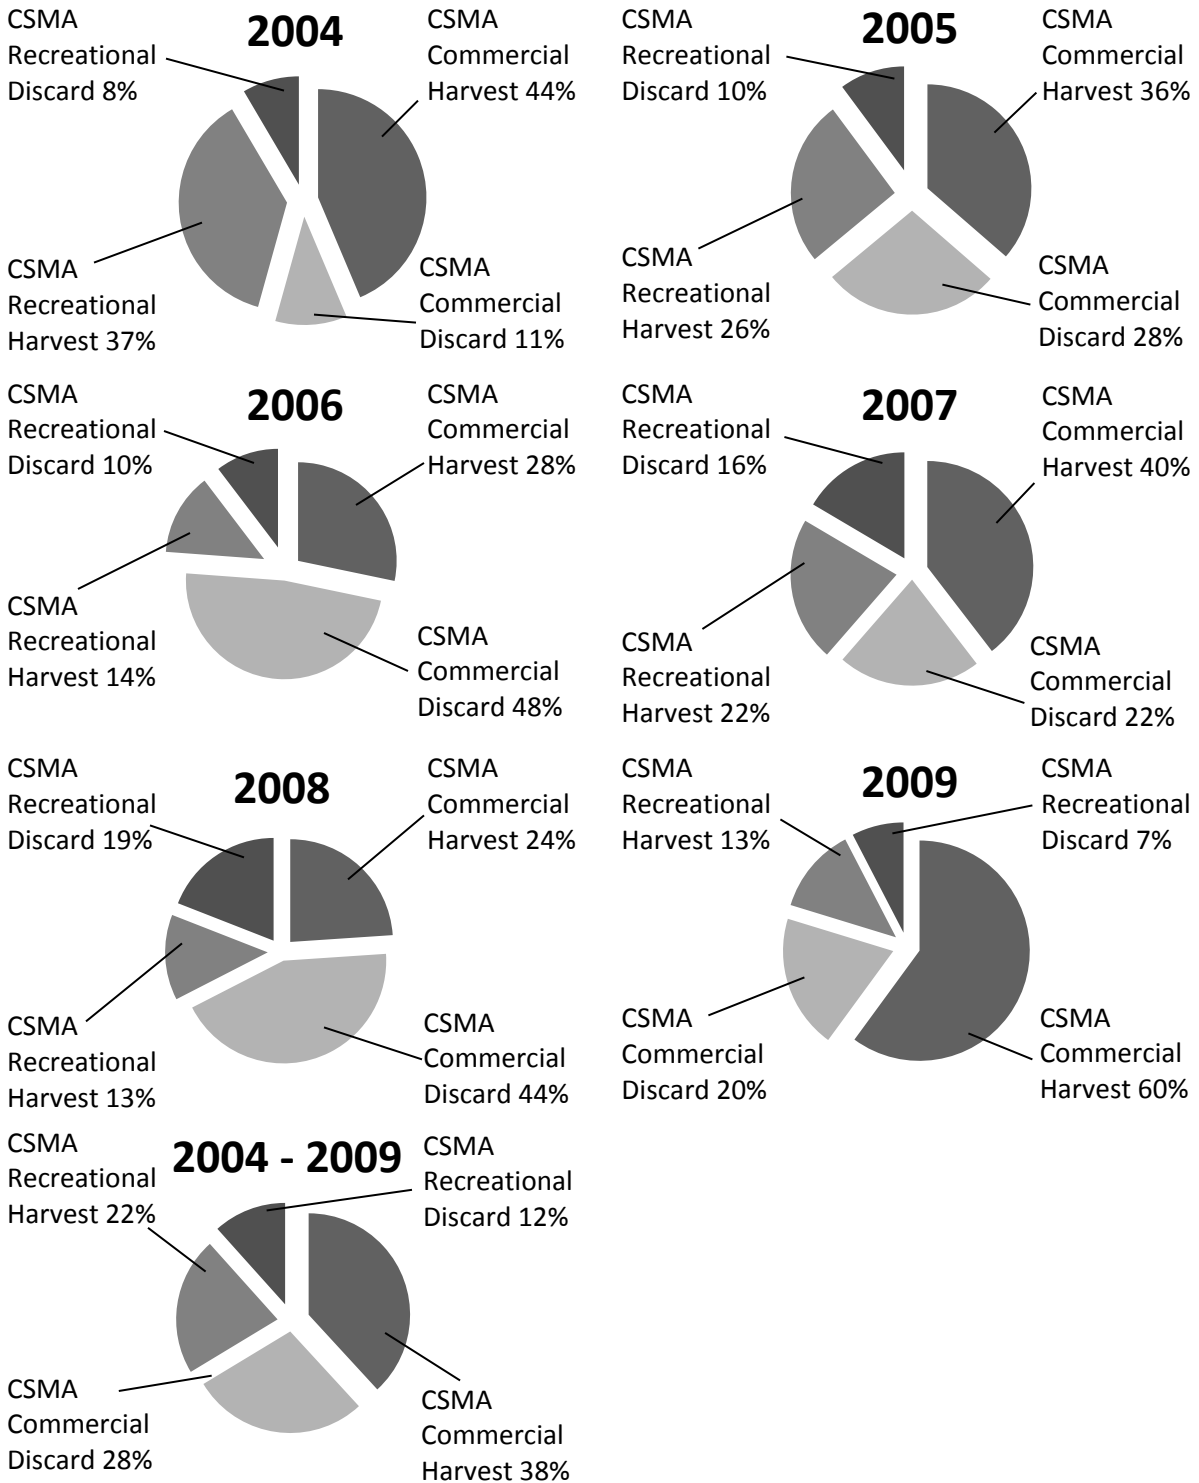 2004
CSMA
Recreational
Discard 8%
CSMA
Commercial
Harvest 44%
CSMA
Recreational
Harvest 37%
CSMA
Commercial
Discard 11%
2005
CSMA
Recreational
Discard 10%
CSMA
Commercial
Harvest 36%
CSMA
Recreational
Harvest 26%
CSMA
Commercial
Discard 28%
2006
CSMA
Recreational
Discard 10%
CSMA
Commercial
Harvest 28%
CSMA
Recreational
Harvest 14%
CSMA
Commercial
Discard 48%
2007
CSMA
Recreational
Discard 16%
CSMA
Commercial
Harvest 40%
CSMA
Recreational
Harvest 22%
CSMA
Commercial
Discard 22%
2008
CSMA
Recreational
Discard 19%
CSMA
Commercial
Harvest 24%
CSMA
Recreational
Harvest 13%
CSMA
Commercial
Discard 44%
2009
CSMA
Recreational
Harvest 13%
CSMA
Recreational
Discard 7%
CSMA
Commercial
Discard 20%
CSMA
Commercial
Harvest 60%
2004 - 2009
CSMA
Recreational
Harvest 22%
CSMA
Recreational
Discard 12%
CSMA
Commercial
Discard 28%
CSMA
Commercial
Harvest 38%